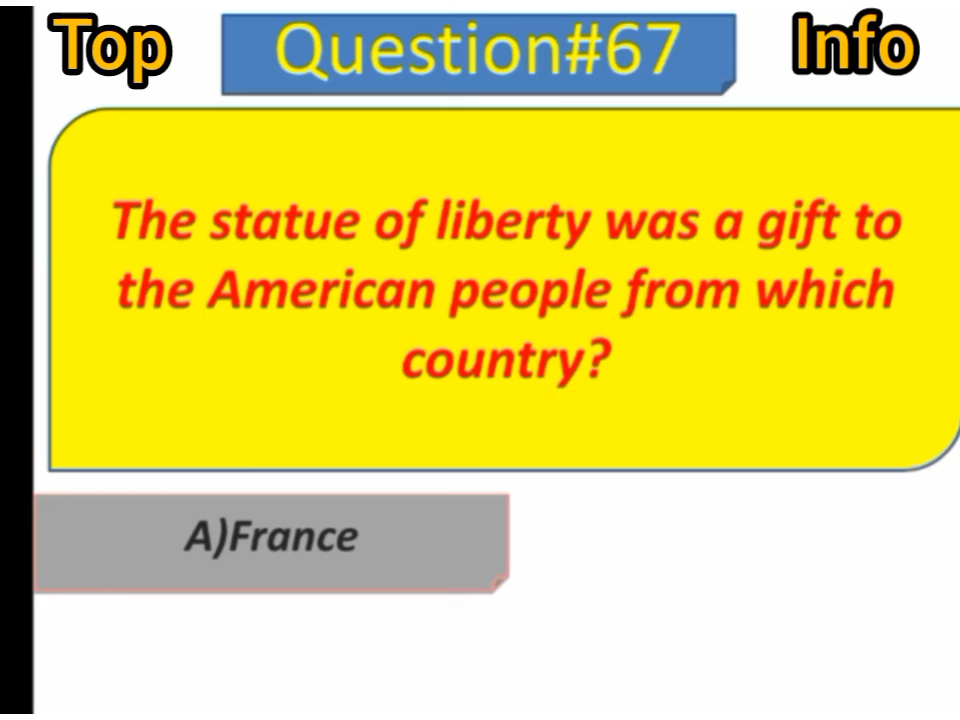 Top Question#67 Info
The statue of liberty was a gift to
the American people from which
country?
A)France